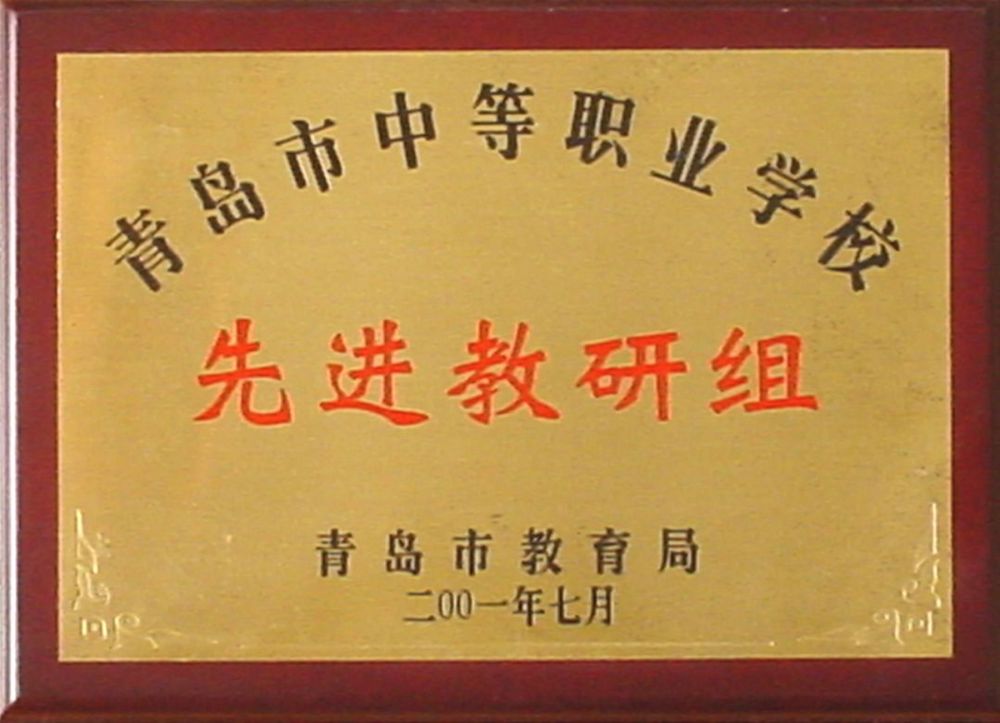 青岛市中等职业学校
先进教研组
青岛市教育局
二00一年七月